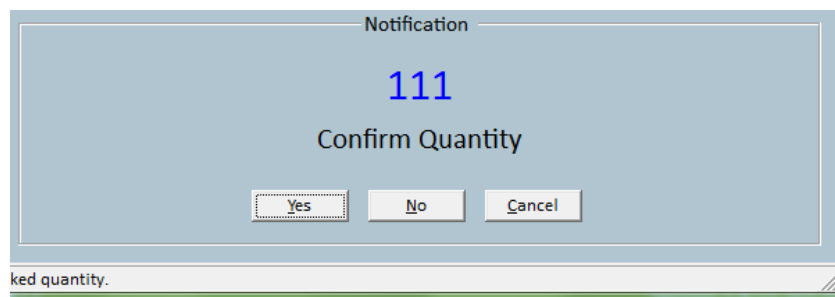 Notification
111
Confirm Quantity
Yes No Cancel
ked quantity.